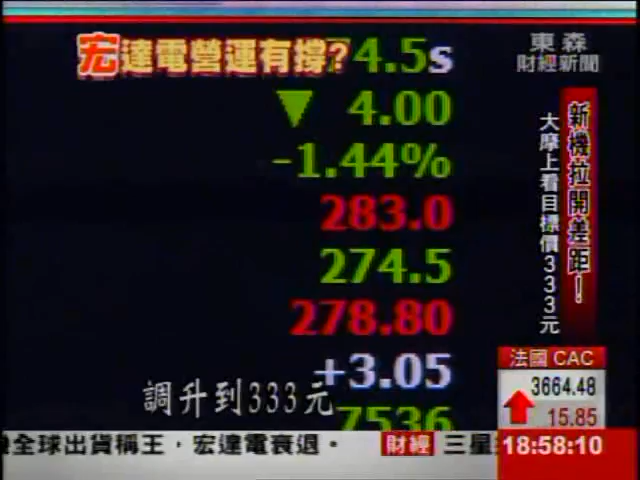 宏達電營運有撐?
74.5s
東森
財經新聞
▼ 4.00
-1.44%
283.0
274.5
278.80
+3.05
7536
新機拉開差距!
大摩上看目標價333元
調升到333元
法國 CAC
3664.48
15.85
全球出貨稱王,宏達電衰退。 財經 三星
18:58:10